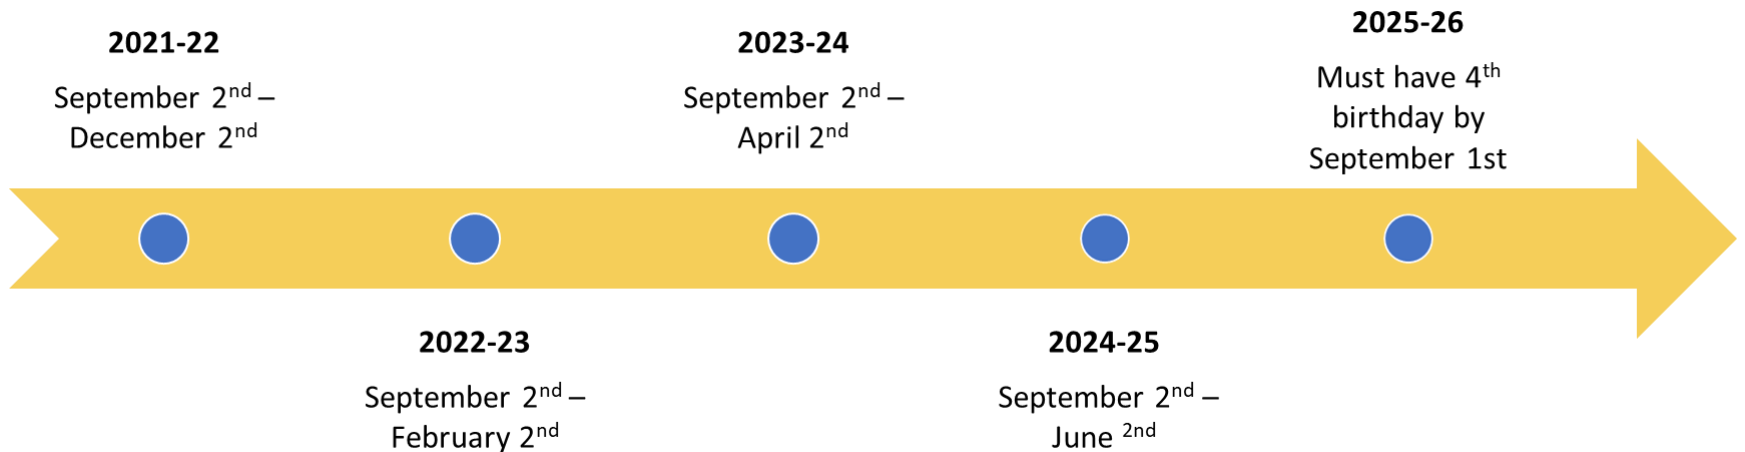 2021-22
September 2nd –
December 2nd
2022-23
September 2nd –
February 2nd
2023-24
September 2nd –
April 2nd
2024-25
September 2nd –
June 2nd
2025-26
Must have 4th
birthday by
September 1st